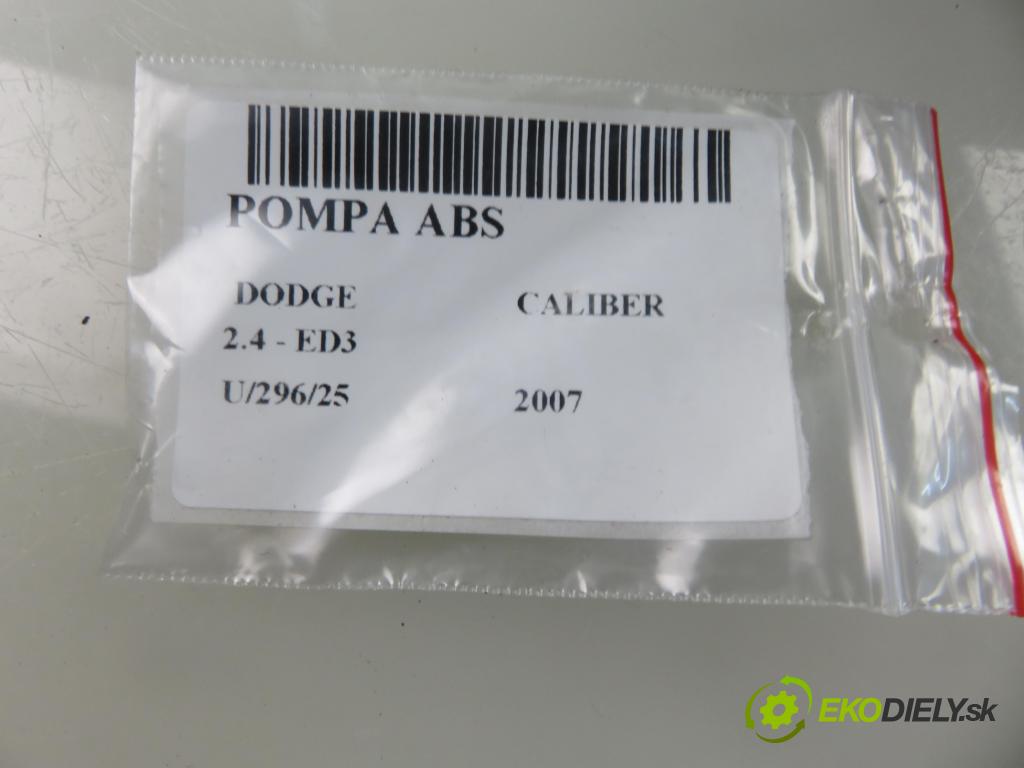 POMPA ABS
DODGE CALIBER
2.4 - ED3
U/296/25 2007
EKODIELY.sk